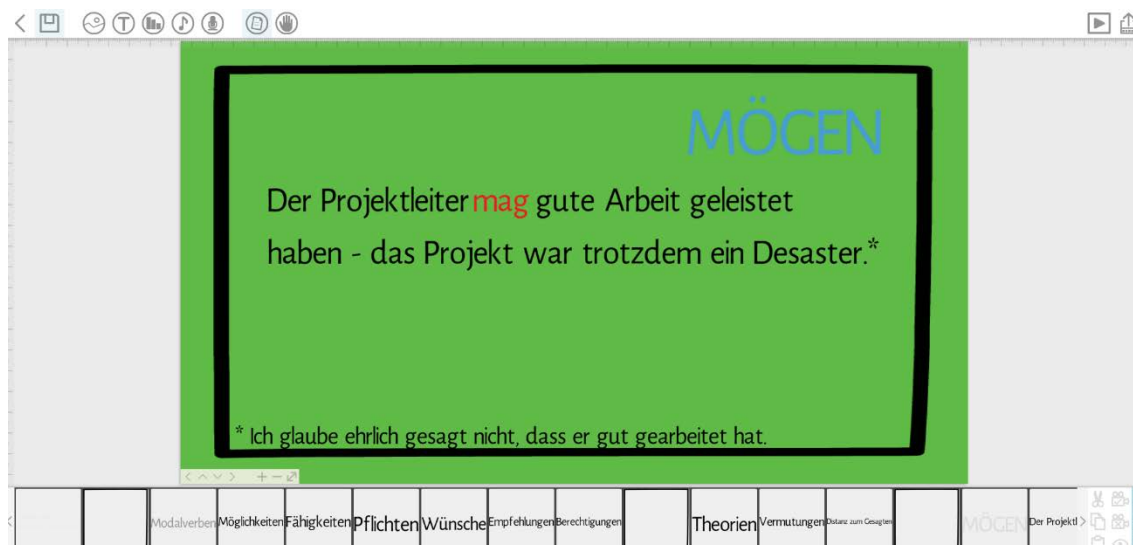 MÖGEN
Der Projektleiter mag gute Arbeit geleistet
haben - das Projekt war trotzdem ein Desaster.*
* Ich glaube ehrlich gesagt nicht, dass er gut gearbeitet hat.
Modalverben Möglichkeiten Fähigkeiten Pflichten Wünsche Empfehlungen Berechtigungen Theorien Vermutungen Distanz zum Gesagten MÖGEN Der Projektl